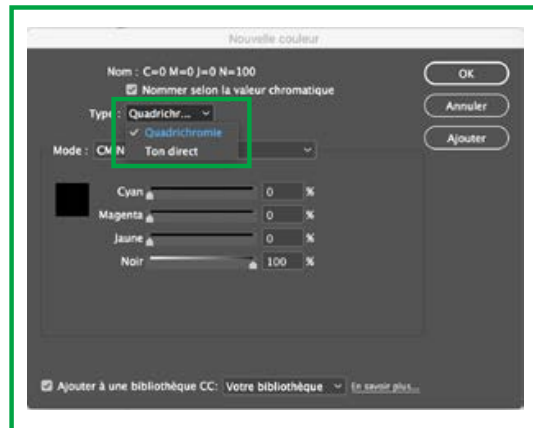 Nouvelle couleur
Nom : C=0 M=0 J=0 N=100
Nommer selon la valeur chromatique
Type : Quadrichr...
Quadrichromie
Ton direct
Mode : CMJN
Cyan 0 %
Magenta 0 %
Jaune 0 %
Noir 100 %
OK
Annuler
Ajouter
Ajouter à une bibliothèque CC: Votre bibliothèque En savoir plus...